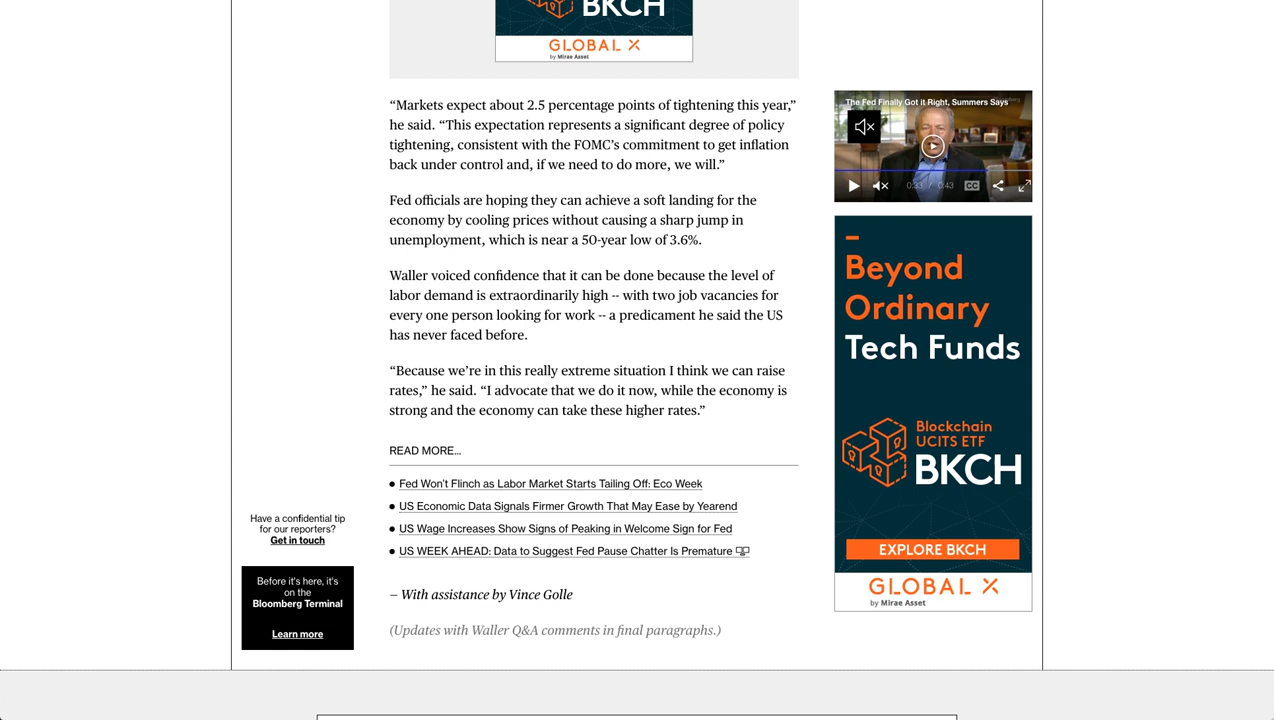 BKCH
GLOBAL X
by Mirae Asset
“Markets expect about 2.5 percentage points of tightening this year,”
he said. “This expectation represents a significant degree of policy
tightening, consistent with the FOMC’s commitment to get inflation
back under control and, if we need to do more, we will.”
Fed officials are hoping they can achieve a soft landing for the
economy by cooling prices without causing a sharp jump in
unemployment, which is near a 50-year low of 3.6%.
Waller voiced confidence that it can be done because the level of
labor demand is extraordinarily high -- with two job vacancies for
every one person looking for work -- a predicament he said the US
has never faced before.
“Because we’re in this really extreme situation I think we can raise
rates,” he said. “I advocate that we do it now, while the economy is
strong and the economy can take these higher rates.”
READ MORE...
• Fed Won’t Flinch as Labor Market Starts Tailing Off: Eco Week
• US Economic Data Signals Firmer Growth That May Ease by Yearend
• US Wage Increases Show Signs of Peaking in Welcome Sign for Fed
• US WEEK AHEAD: Data to Suggest Fed Pause Chatter Is Premature
– With assistance by Vince Golle
(Updates with Waller Q&A comments in final paragraphs.)
Have a confidential tip
for our reporters?
Get in touch
Before it's here, it's
on the
Bloomberg Terminal
Learn more
The Fed Finally Got it Right, Summers Says
0:33 / 0:43
CC
Beyond
Ordinary
Tech Funds
Blockchain
UCITS ETF
BKCH
EXPLORE BKCH
GLOBAL X
by Mirae Asset